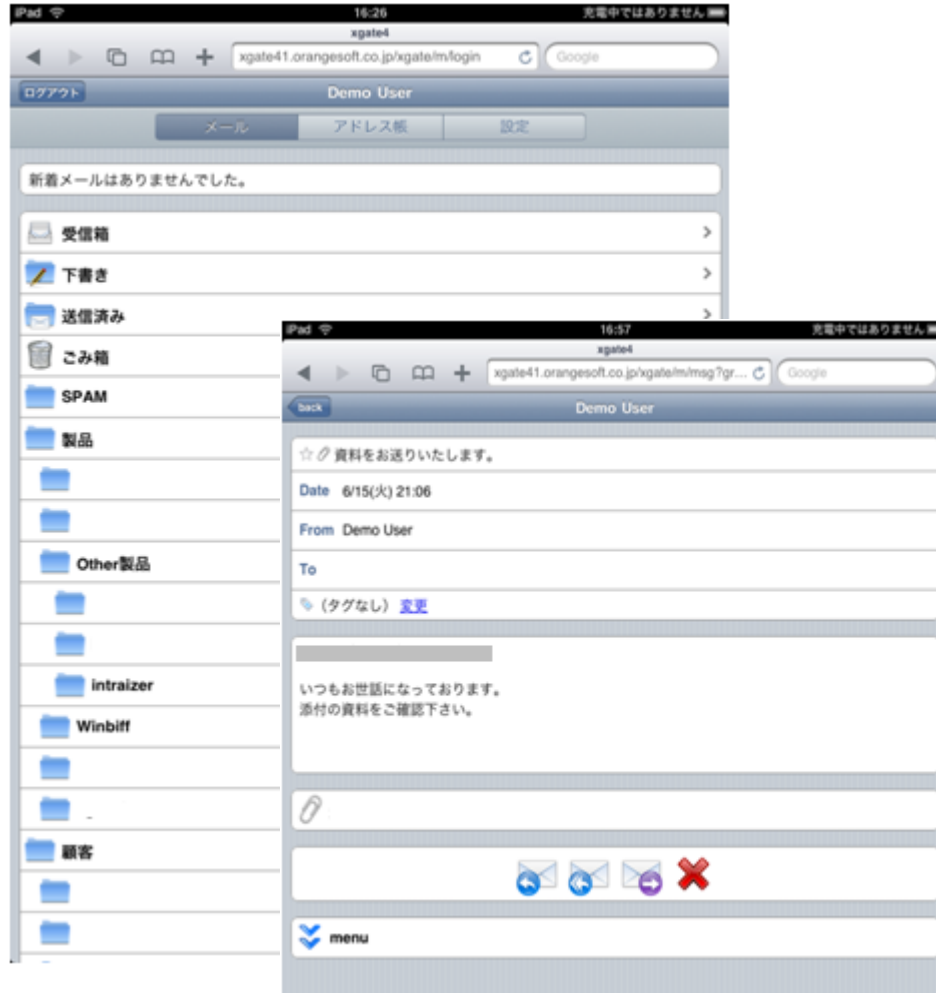 iPad 16:26 充電中ではありません
xgate4
xgate41.orangesoft.co.jp/xgate/m/login Google
ログアウト Demo User
メール アドレス帳 設定
新着メールはありませんでした。
受信箱
下書き
送信済み
ごみ箱
SPAM
製品
Other製品
intraizer
Winbiff
顧客
iPad 16:57 充電中ではありません
xgate4
xgate41.orangesoft.co.jp/xgate/m/msg?gr... Google
back Demo User
資料をお送りいたします。
Date 6/15(火) 21:06
From Demo User
To
(タグなし) 変更
いつもお世話になっております。
添付の資料をご確認下さい。
menu